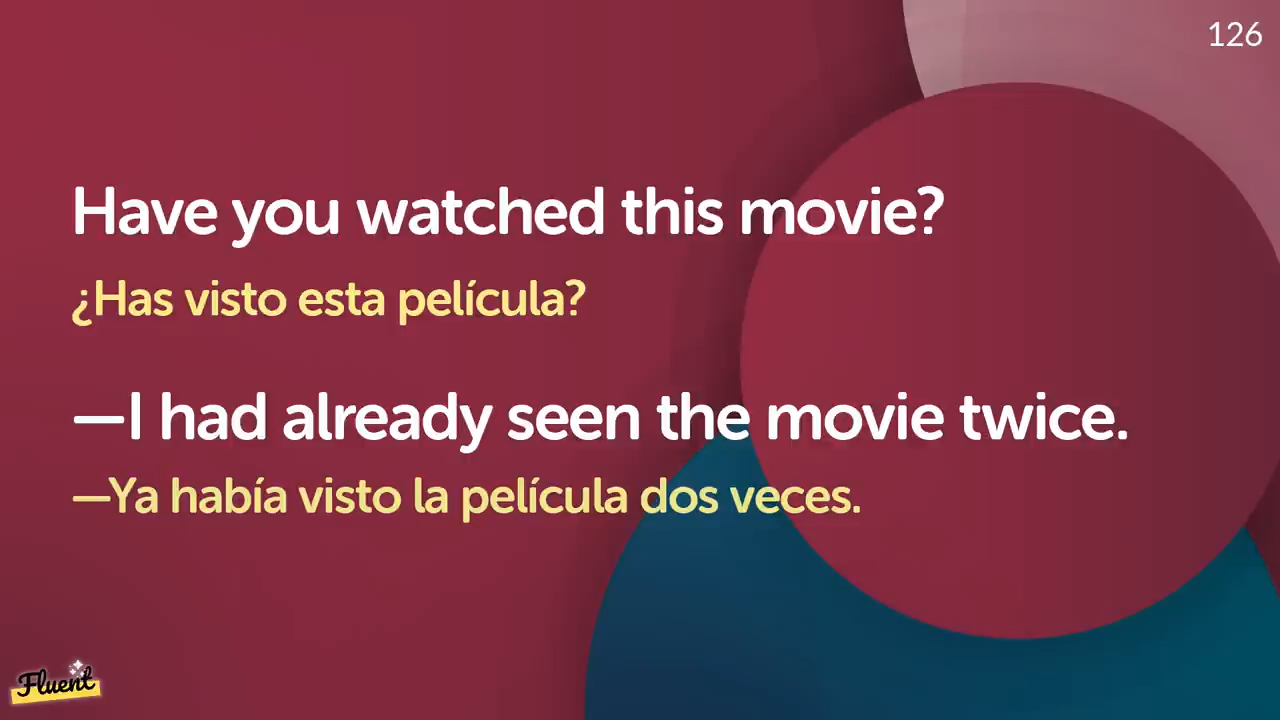 126
Have you watched this movie?
¿Has visto esta película?
—I had already seen the movie twice.
—Ya había visto la película dos veces.
Fluent